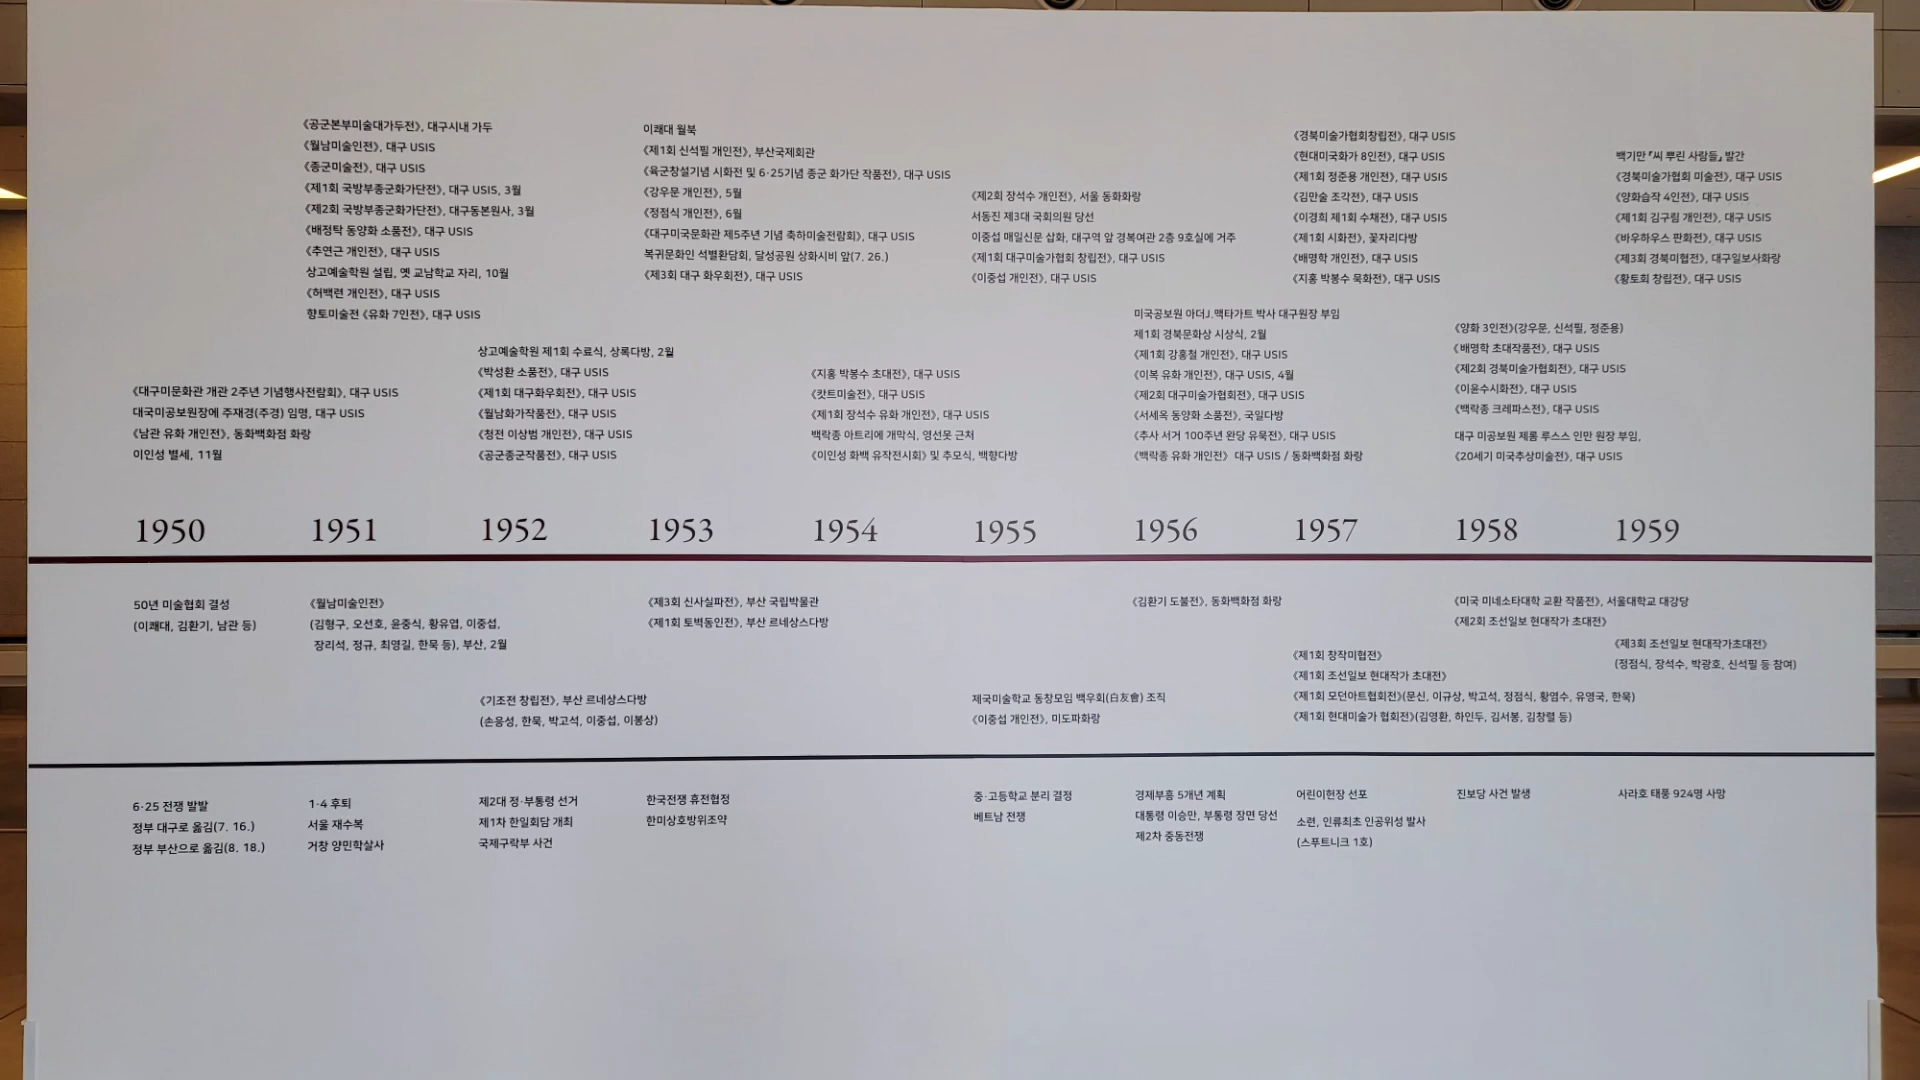 《공군본부미술대가두전》, 대구시내 가두
《월남미술인전》, 대구 USIS
《종군미술전》, 대구 USIS
《제1회 국방부종군화가단전》, 대구 USIS, 3월
《제2회 국방부종군화가단전》, 대구동본원사, 3월
《배정탁 동양화 소품전》, 대구 USIS
《추연근 개인전》, 대구 USIS
상고예술학원 설립, 옛 교남학교 자리, 10월
《허백련 개인전》, 대구 USIS
향토미술전 《유화 7인전》, 대구 USIS
이쾌대 월북
《제1회 신석필 개인전》, 부산국제회관
《육군창설기념 시화전 및 6·25기념 종군 화가단 작품전》, 대구 USIS
《강우문 개인전》, 5월
《정점식 개인전》, 6월
《대구미국문화관 제5주년 기념 축하미술전람회》, 대구 USIS
복귀문화인 석별환담회, 달성공원 상화시비 앞(7. 26.)
《제3회 대구 화우회전》, 대구 USIS
《제2회 장석수 개인전》, 서울 동화화랑
서동진 제3대 국회의원 당선
이중섭 매일신문 삽화, 대구역 앞 경복여관 2층 9호실에 거주
《제1회 대구미술가협회 창립전》, 대구 USIS
《이중섭 개인전》, 대구 USIS
《경북미술가협회창립전》, 대구 USIS
《현대미국화가 8인전》, 대구 USIS
《제1회 정준용 개인전》, 대구 USIS
《김만술 조각전》, 대구 USIS
《이경희 제1회 수채전》, 대구 USIS
《제1회 시화전》, 꽃자리다방
《배명학 개인전》, 대구 USIS
《지홍 박봉수 묵화전》, 대구 USIS
백기만 『씨 뿌린 사람들』 발간
《경북미술가협회 미술전》, 대구 USIS
《양화습작 4인전》, 대구 USIS
《제1회 김구림 개인전》, 대구 USIS
《바우하우스 판화전》, 대구 USIS
《제3회 경북미협전》, 대구일보사화랑
《황토회 창립전》, 대구 USIS
《대구미문화관 개관 2주년 기념행사전람회》, 대구 USIS
대국미공보원장에 주재경(주경) 임명, 대구 USIS
《남관 유화 개인전》, 동화백화점 화랑
이인성 별세, 11월
상고예술학원 제1회 수료식, 상록다방, 2월
《박성환 소품전》, 대구 USIS
《제1회 대구화우회전》, 대구 USIS
《월남화가작품전》, 대구 USIS
《청전 이상범 개인전》, 대구 USIS
《공군종군작품전》, 대구 USIS
《지홍 박봉수 초대전》, 대구 USIS
《캇트미술전》, 대구 USIS
《제1회 장석수 유화 개인전》, 대구 USIS
백락종 아트리에 개막식, 영선못 근처
《이인성 화백 유작전시회》 및 추모식, 백향다방
미국공보원 아더J.맥타가트 박사 대구원장 부임
제1회 경북문화상 시상식, 2월
《제1회 강홍철 개인전》, 대구 USIS
《이복 유화 개인전》, 대구 USIS, 4월
《제2회 대구미술가협회전》, 대구 USIS
《서세옥 동양화 소품전》, 국일다방
《추사 서거 100주년 완당 유묵전》, 대구 USIS
《백락종 유화 개인전》 대구 USIS / 동화백화점 화랑
《양화 3인전》(강우문, 신석필, 정준용)
《배명학 초대작품전》, 대구 USIS
《제2회 경북미술가협회전》, 대구 USIS
《이윤수시화전》, 대구 USIS
《백락종 크레파스전》, 대구 USIS
대구 미공보원 제롬 루스스 인만 원장 부임,
《20세기 미국추상미술전》, 대구 USIS
1950 1951 1952 1953 1954 1955 1956 1957 1958 1959
50년 미술협회 결성
(이쾌대, 김환기, 남관 등)
《월남미술인전》
(김형구, 오선호, 윤중식, 황유엽, 이중섭,
장리석, 정규, 최영길, 한묵 등), 부산, 2월
《기조전 창립전》, 부산 르네상스다방
(손응성, 한묵, 박고석, 이중섭, 이봉상)
《제3회 신사실파전》, 부산 국립박물관
《제1회 토벽동인전》, 부산 르네상스다방
제국미술학교 동창모임 백우회(白友會) 조직
《이중섭 개인전》, 미도파화랑
《김환기 도불전》, 동화백화점 화랑
《제1회 창작미협전》
《제1회 조선일보 현대작가 초대전》
《제1회 모던아트협회전》(문신, 이규상, 박고석, 정점식, 황염수, 유영국, 한묵)
《제1회 현대미술가 협회전》(김영환, 하인두, 김서봉, 김창렬 등)
《미국 미네소타대학 교환 작품전》, 서울대학교 대강당
《제2회 조선일보 현대작가 초대전》
《제3회 조선일보 현대작가초대전》
(정점식, 장석수, 박광호, 신석필 등 참여)
6·25 전쟁 발발
정부 대구로 옮김(7. 16.)
정부 부산으로 옮김(8. 18.)
1·4 후퇴
서울 재수복
거창 양민학살사
제2대 정·부통령 선거
제1차 한일회담 개최
국제구락부 사건
한국전쟁 휴전협정
한미상호방위조약
중·고등학교 분리 결정
베트남 전쟁
경제부흥 5개년 계획
대통령 이승만, 부통령 장면 당선
제2차 중동전쟁
어린이헌장 선포
소련, 인류최초 인공위성 발사
(스푸트니크 1호)
진보당 사건 발생
사라호 태풍 924명 사망